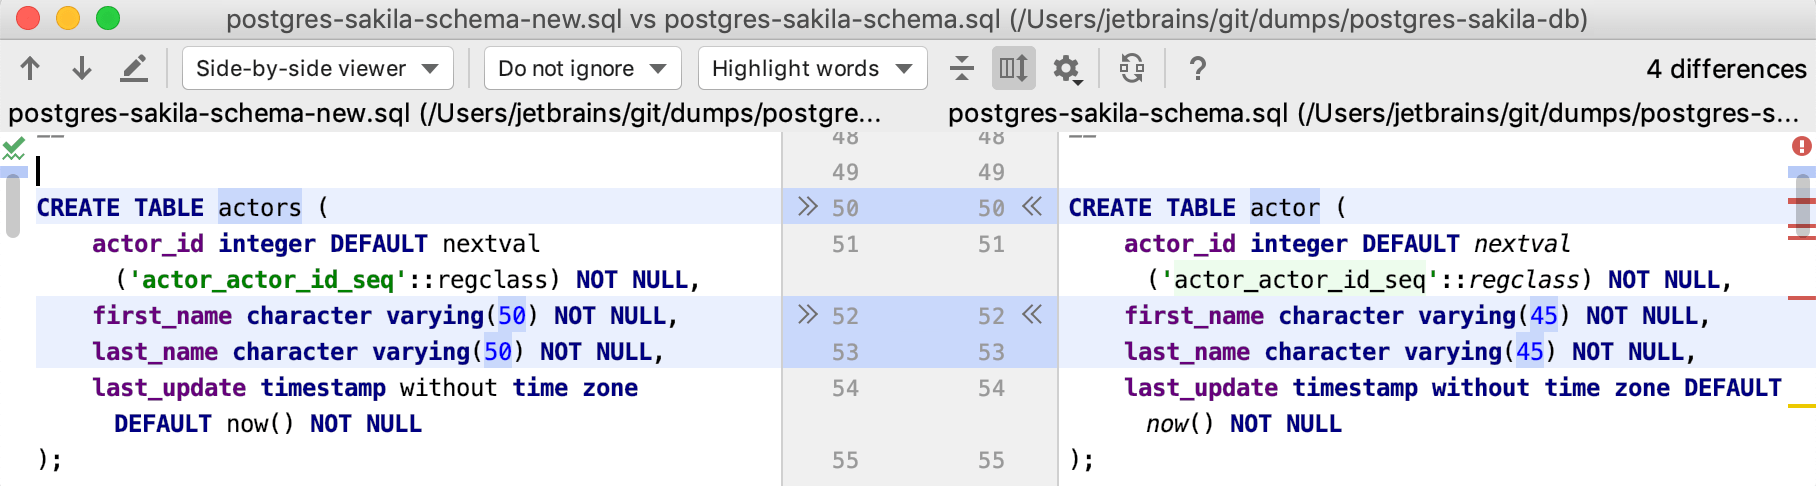 postgres-sakila-schema-new.sql vs postgres-sakila-schema.sql (/Users/jetbrains/git/dumps/postgres-sakila-db)
Side-by-side viewer Do not ignore Highlight words ? 4 differences
postgres-sakila-schema-new.sql (/Users/jetbrains/git/dumps/postgre... postgres-sakila-schema.sql (/Users/jetbrains/git/dumps/postgres-s...
-- 48 48 --
49 49
CREATE TABLE actors ( >> 50 50 << CREATE TABLE actor (
actor_id integer DEFAULT nextval 51 51 actor_id integer DEFAULT nextval
('actor_actor_id_seq'::regclass) NOT NULL, ('actor_actor_id_seq'::regclass) NOT NULL,
first_name character varying(50) NOT NULL, >> 52 52 << first_name character varying(45) NOT NULL,
last_name character varying(50) NOT NULL, 53 53 last_name character varying(45) NOT NULL,
last_update timestamp without time zone 54 54 last_update timestamp without time zone DEFAULT
DEFAULT now() NOT NULL now() NOT NULL
); 55 55 );